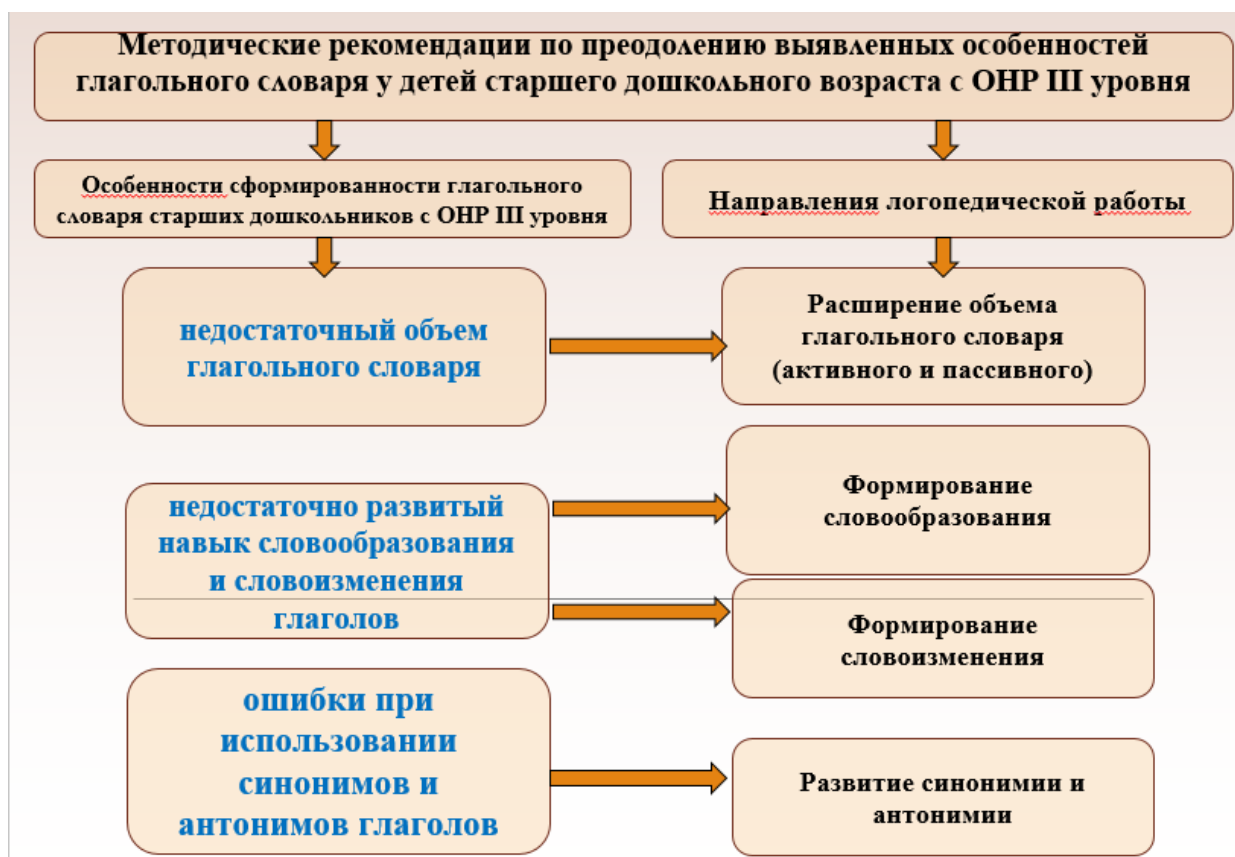 Методические рекомендации по преодолению выявленных особенностей
глагольного словаря у детей старшего дошкольного возраста с ОНР III уровня
Особенности сформированности глагольного
словаря старших дошкольников с ОНР III уровня
Направления логопедической работы
недостаточный объем
глагольного словаря
Расширение объема
глагольного словаря
(активного и пассивного)
недостаточно развитый
навык словообразования
и словоизменения
глаголов
Формирование
словообразования
Формирование
словоизменения
ошибки при
использовании
синонимов и
антонимов глаголов
Развитие синонимии и
антонимии